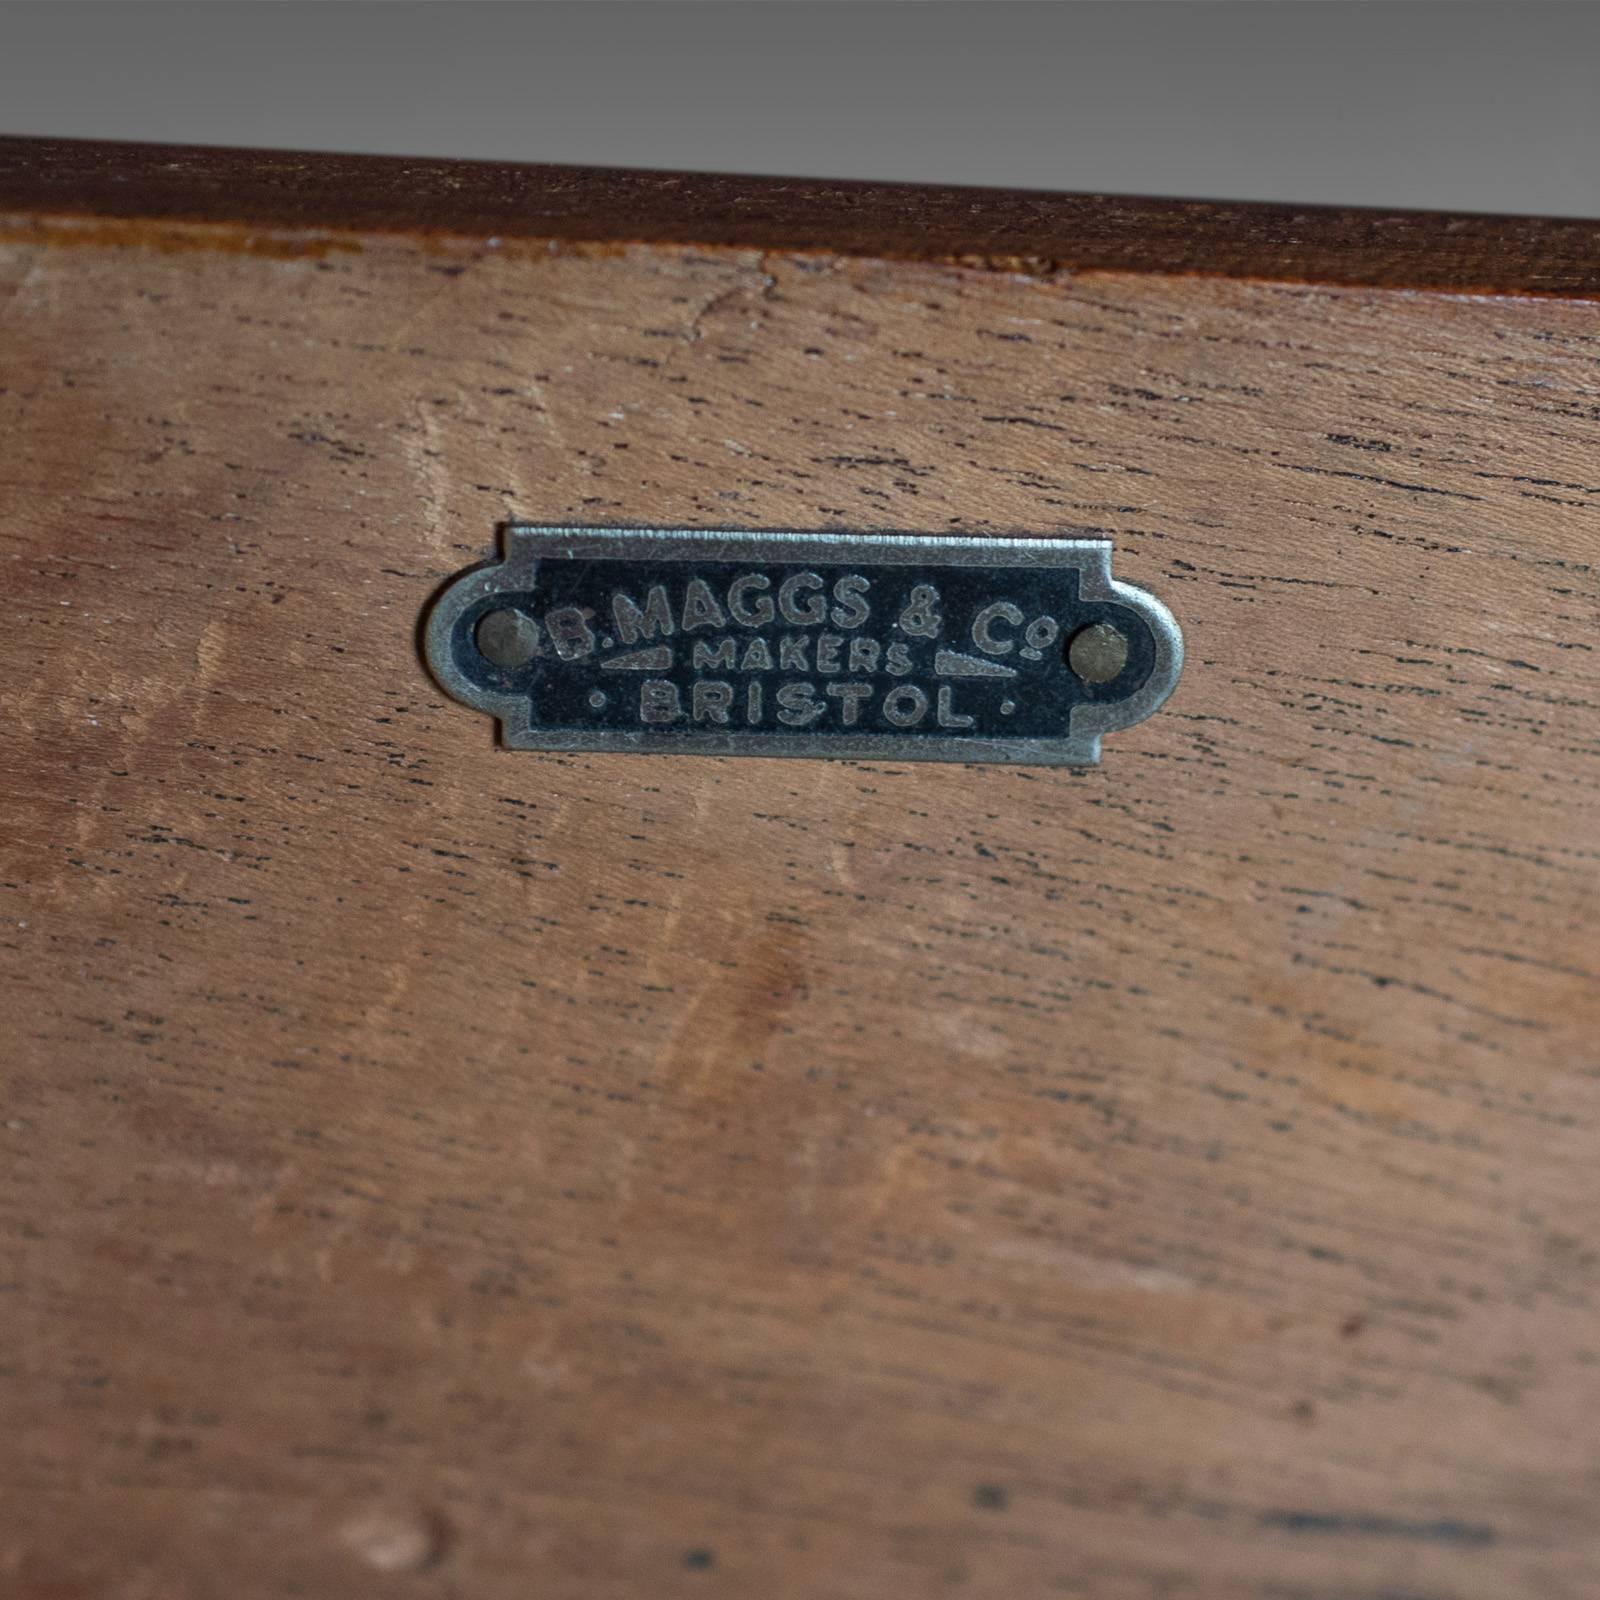 B. MAGGS & Co
MAKERS
BRISTOL